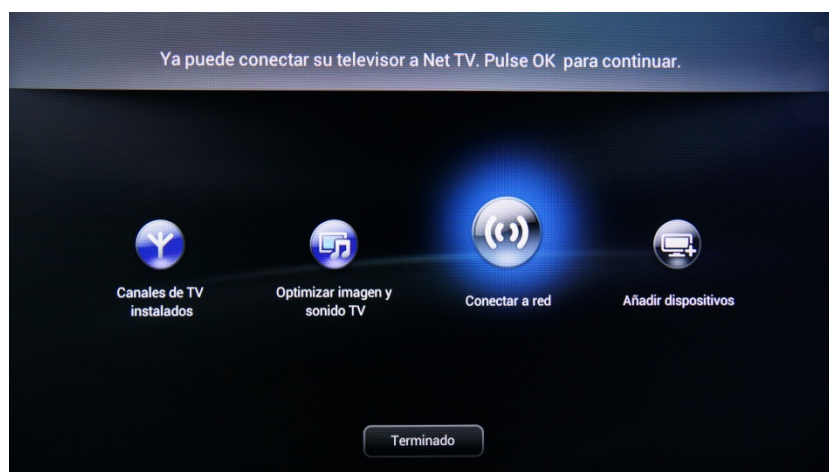 Ya puede conectar su televisor a Net TV. Pulse OK para continuar.
Canales de TV
instalados
Optimizar imagen y
sonido TV
Conectar a red
Añadir dispositivos
Terminado